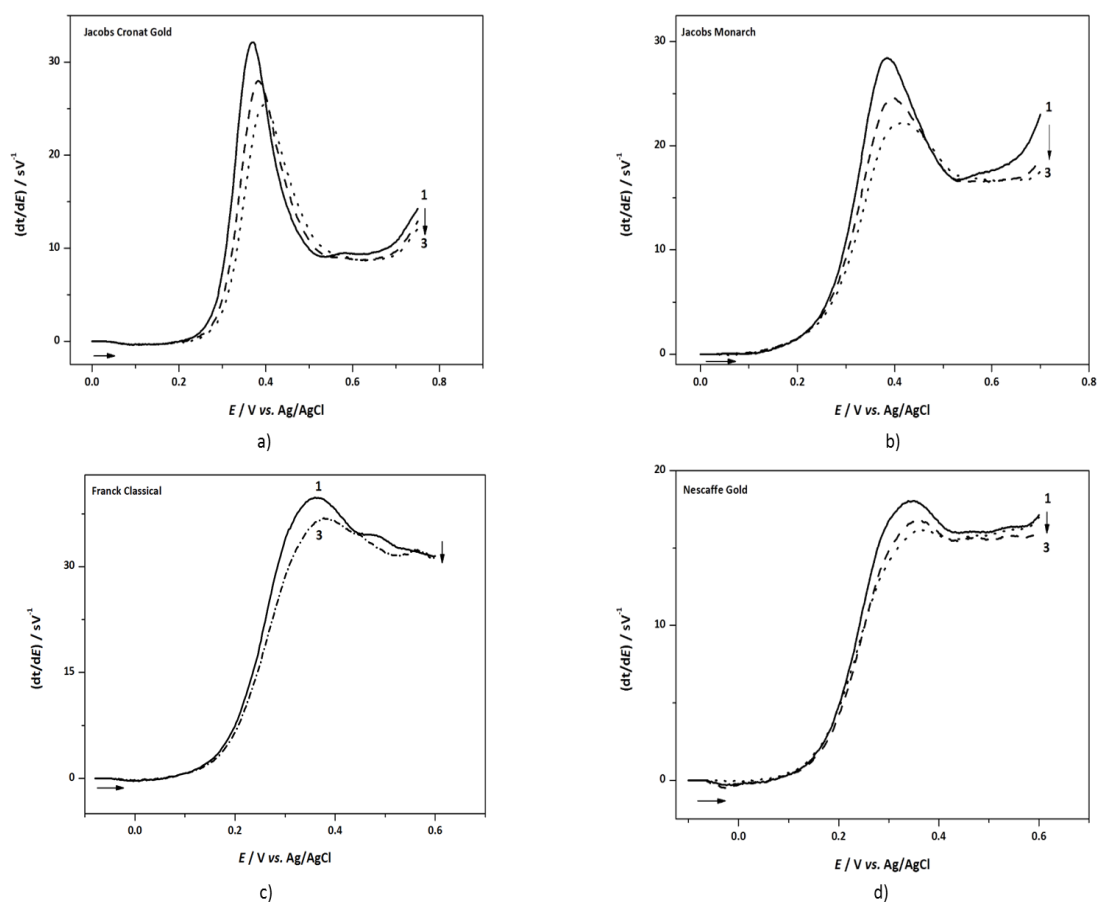 Jacobs Cronat Gold
(dt/dE) / sV⁻¹
30
20
10
0
1
3
0.0 0.2 0.4 0.6 0.8
E / V vs. Ag/AgCl
a)
Jacobs Monarch
(dt/dE) / sV⁻¹
30
20
10
0
1
3
0.0 0.2 0.4 0.6 0.8
E / V vs. Ag/AgCl
b)
Franck Classical
(dt/dE) / sV⁻¹
30
15
0
1
3
0.0 0.2 0.4 0.6
E / V vs. Ag/AgCl
c)
Nescaffe Gold
(dt/dE) / sV⁻¹
20
10
0
1
3
0.0 0.2 0.4 0.6
E / V vs. Ag/AgCl
d)